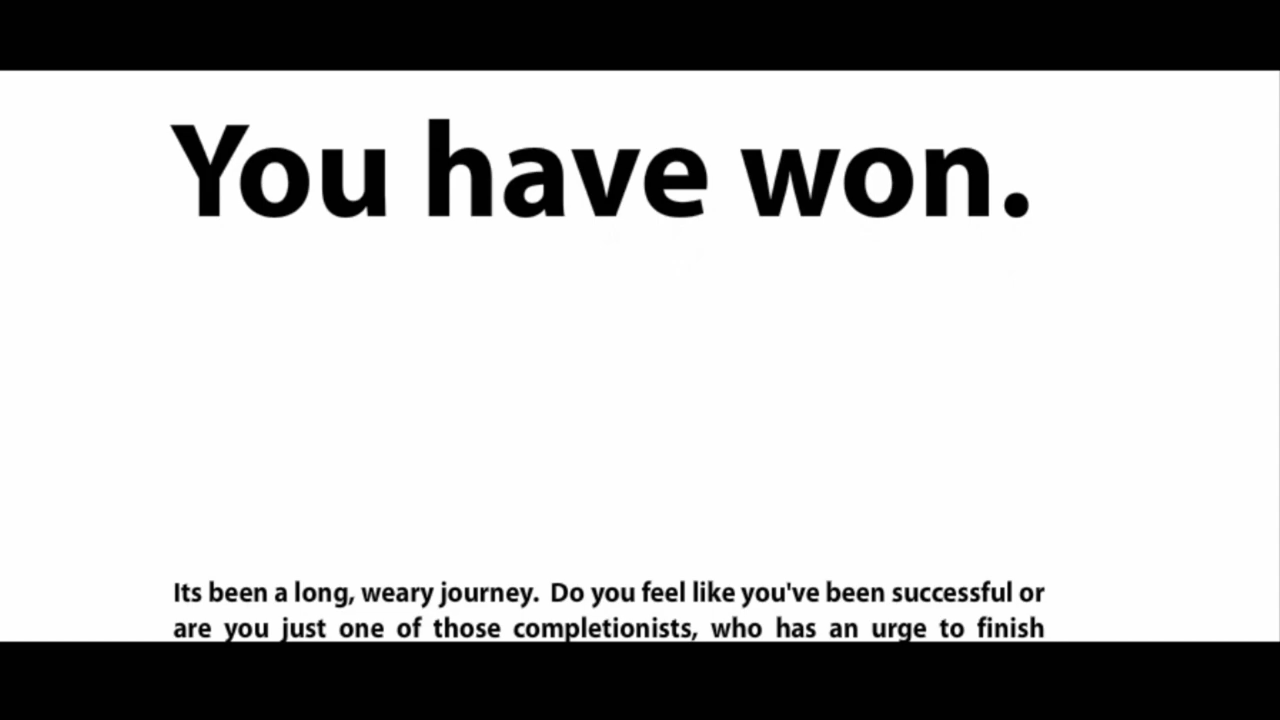 You have won.
Its been a long, weary journey.  Do you feel like you've been successful or
are you just one of those completionists, who has an urge to finish